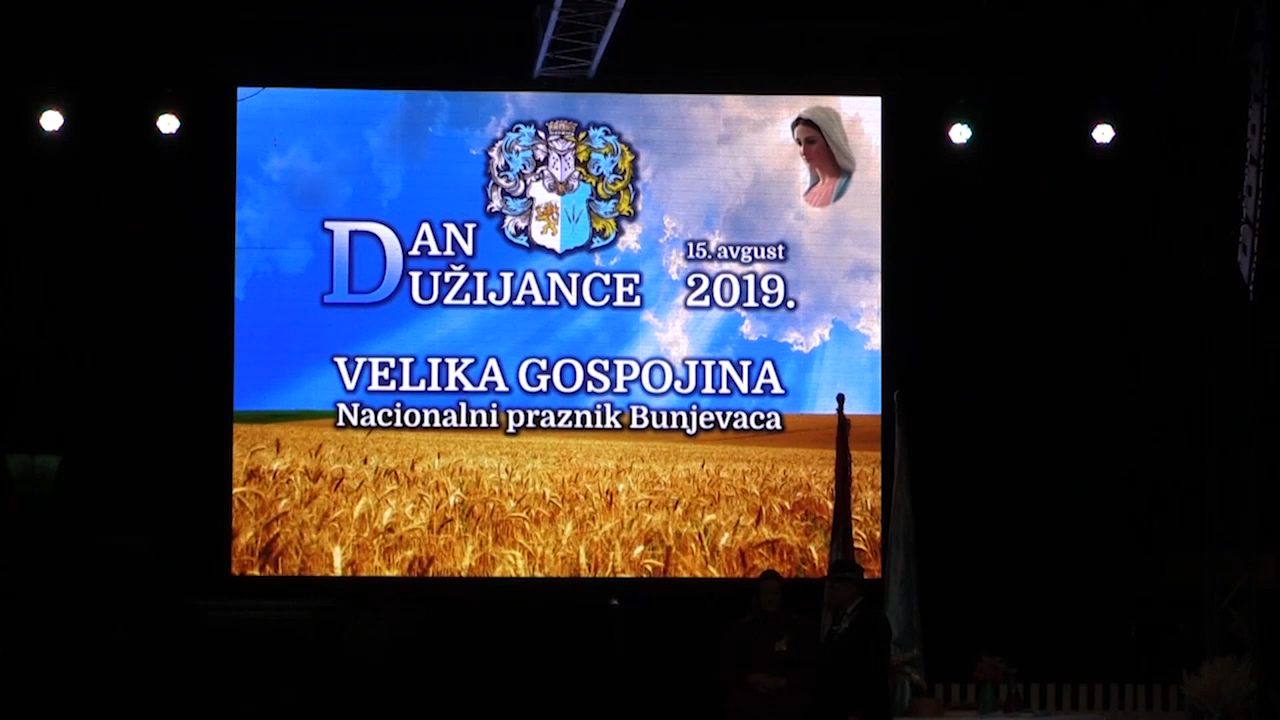 DAN
DUŽIJANCE
15. avgust
2019.
VELIKA GOSPOJINA
Nacionalni praznik Bunjevaca